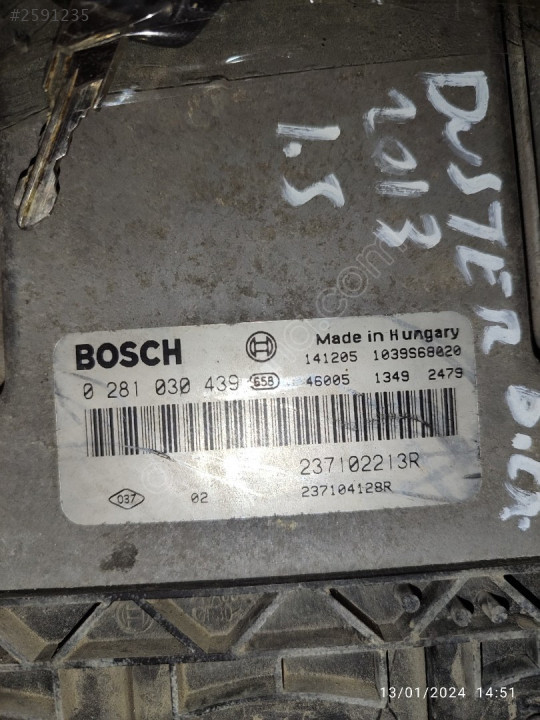 #2591235
DUSTER
2013
1.5
BOSCH
Made in Hungary
141205 1039S68020
0 281 030 439 658 46005 1349 2479
237102213R
037 02 237104128R
13/01/2024 14:51